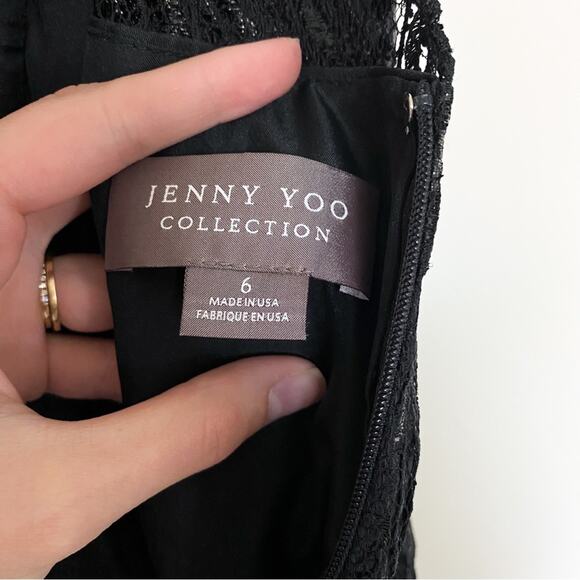 JENNY YOO
COLLECTION
6
MADE IN USA
FABRIQUE EN USA